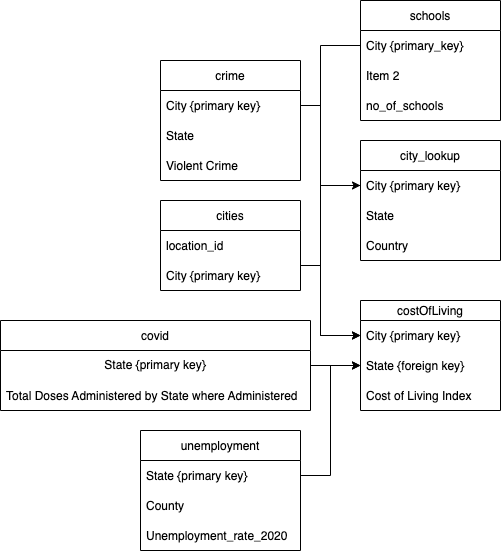 schools
City {primary_key}
Item 2
no_of_schools
crime
City {primary key}
State
Violent Crime
city_lookup
City {primary key}
State
Country
cities
location_id
City {primary key}
costOfLiving
City {primary key}
State {foreign key}
Cost of Living Index
covid
State {primary key}
Total Doses Administered by State where Administered
unemployment
State {primary key}
County
Unemployment_rate_2020